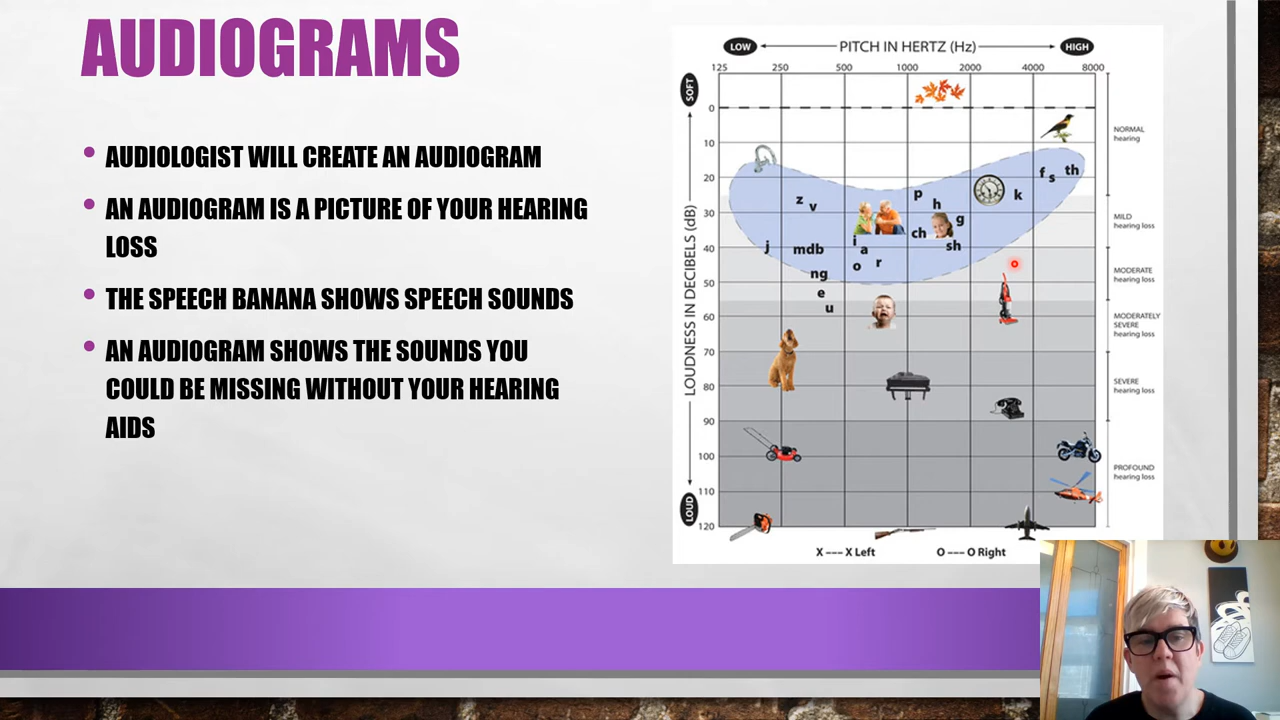 AUDIOGRAMS
AUDIOLOGIST WILL CREATE AN AUDIOGRAM
AN AUDIOGRAM IS A PICTURE OF YOUR HEARING
LOSS
THE SPEECH BANANA SHOWS SPEECH SOUNDS
AN AUDIOGRAM SHOWS THE SOUNDS YOU
COULD BE MISSING WITHOUT YOUR HEARING
AIDS
LOW PITCH IN HERTZ (Hz) HIGH
125 250 500 1000 2000 4000 8000
SOFT
LOUDNESS IN DECIBELS (dB)
LOUD
0
10
20
30
40
50
60
70
80
90
100
110
120
f s th
z v p h k
g
j mdb i a ch sh
o r
ng
e
u
NORMAL
hearing
MILD
hearing loss
MODERATE
hearing loss
MODERATELY
SEVERE
hearing loss
SEVERE
hearing loss
PROFOUND
hearing loss
X --- X Left O --- O Right